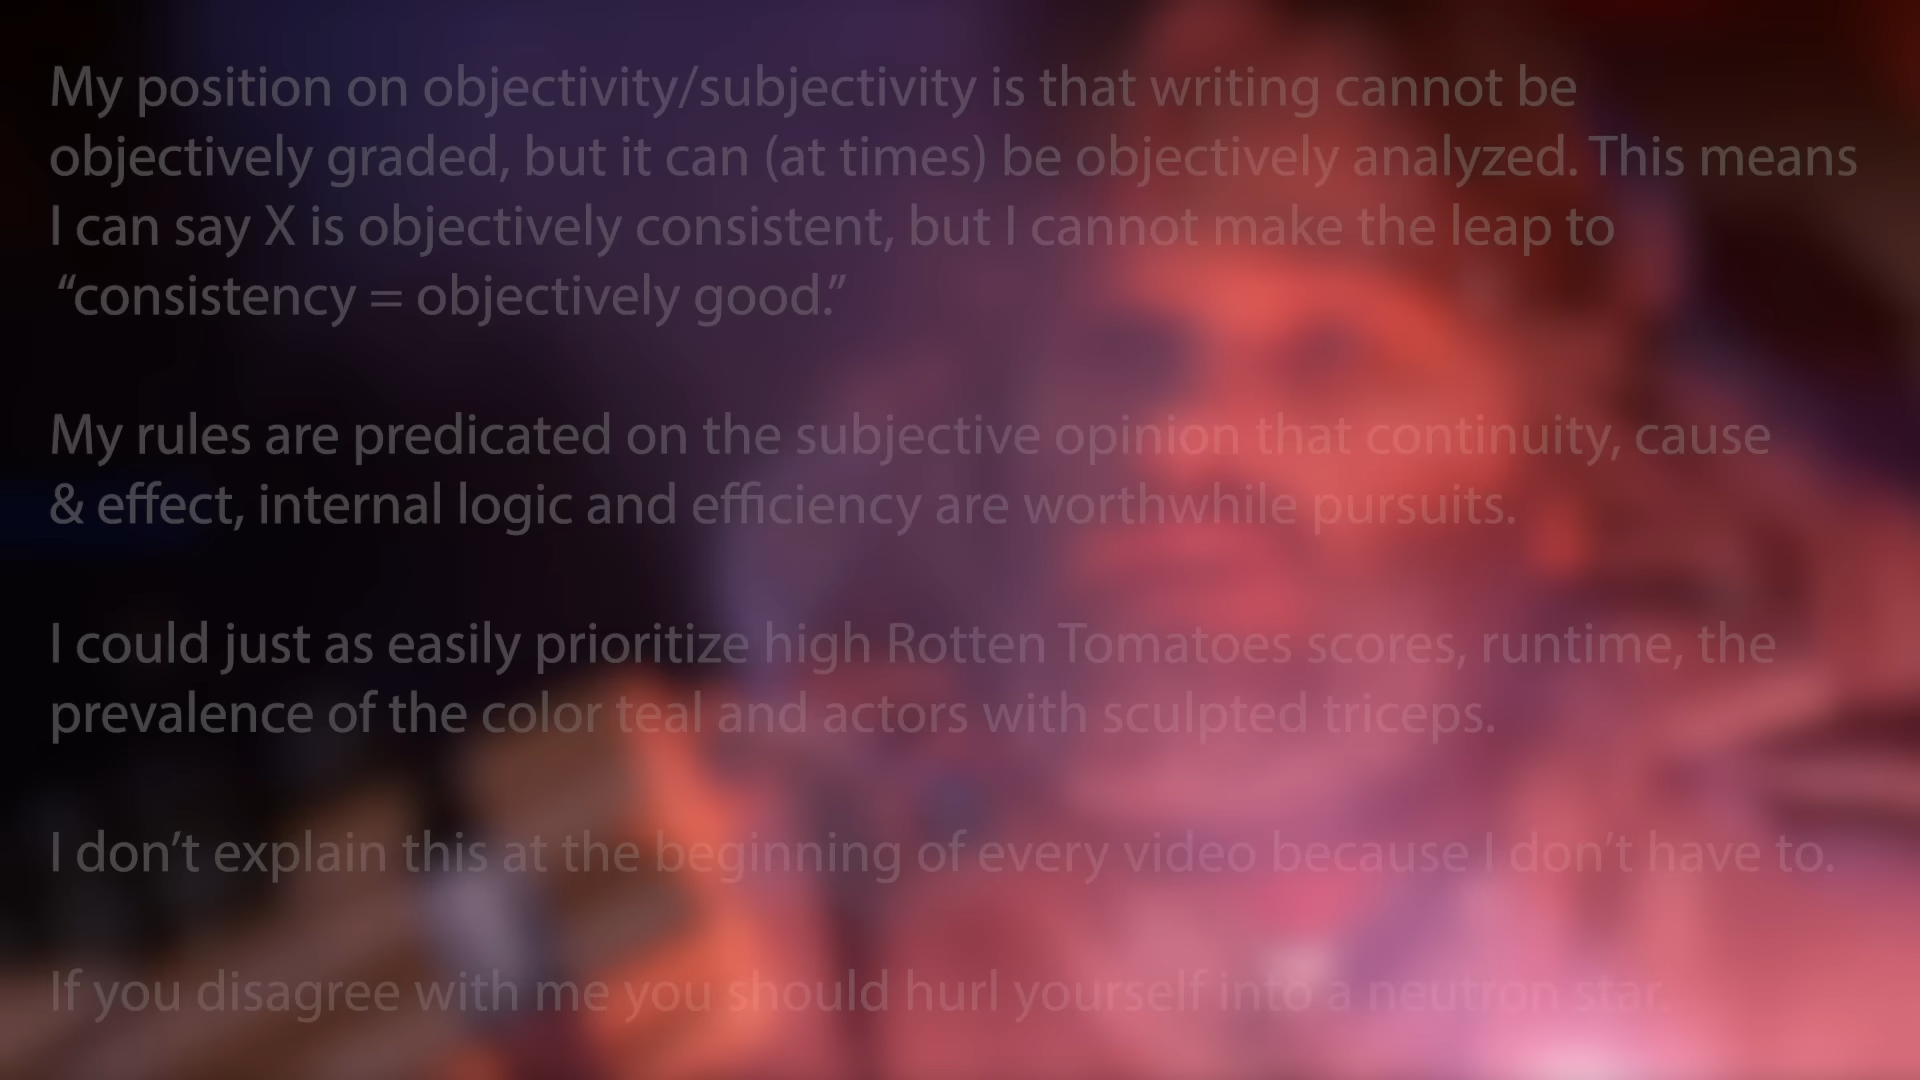 My position on objectivity/subjectivity is that writing cannot be
objectively graded, but it can (at times) be objectively analyzed. This means
I can say X is objectively consistent, but I cannot make the leap to
“consistency = objectively good.”
My rules are predicated on the subjective opinion that continuity, cause
& effect, internal logic and efficiency are worthwhile pursuits.
I could just as easily prioritize high Rotten Tomatoes scores, runtime, the
prevalence of the color teal and actors with sculpted triceps.
I don’t explain this at the beginning of every video because I don’t have to.
If you disagree with me you should hurl yourself into a neutron star.